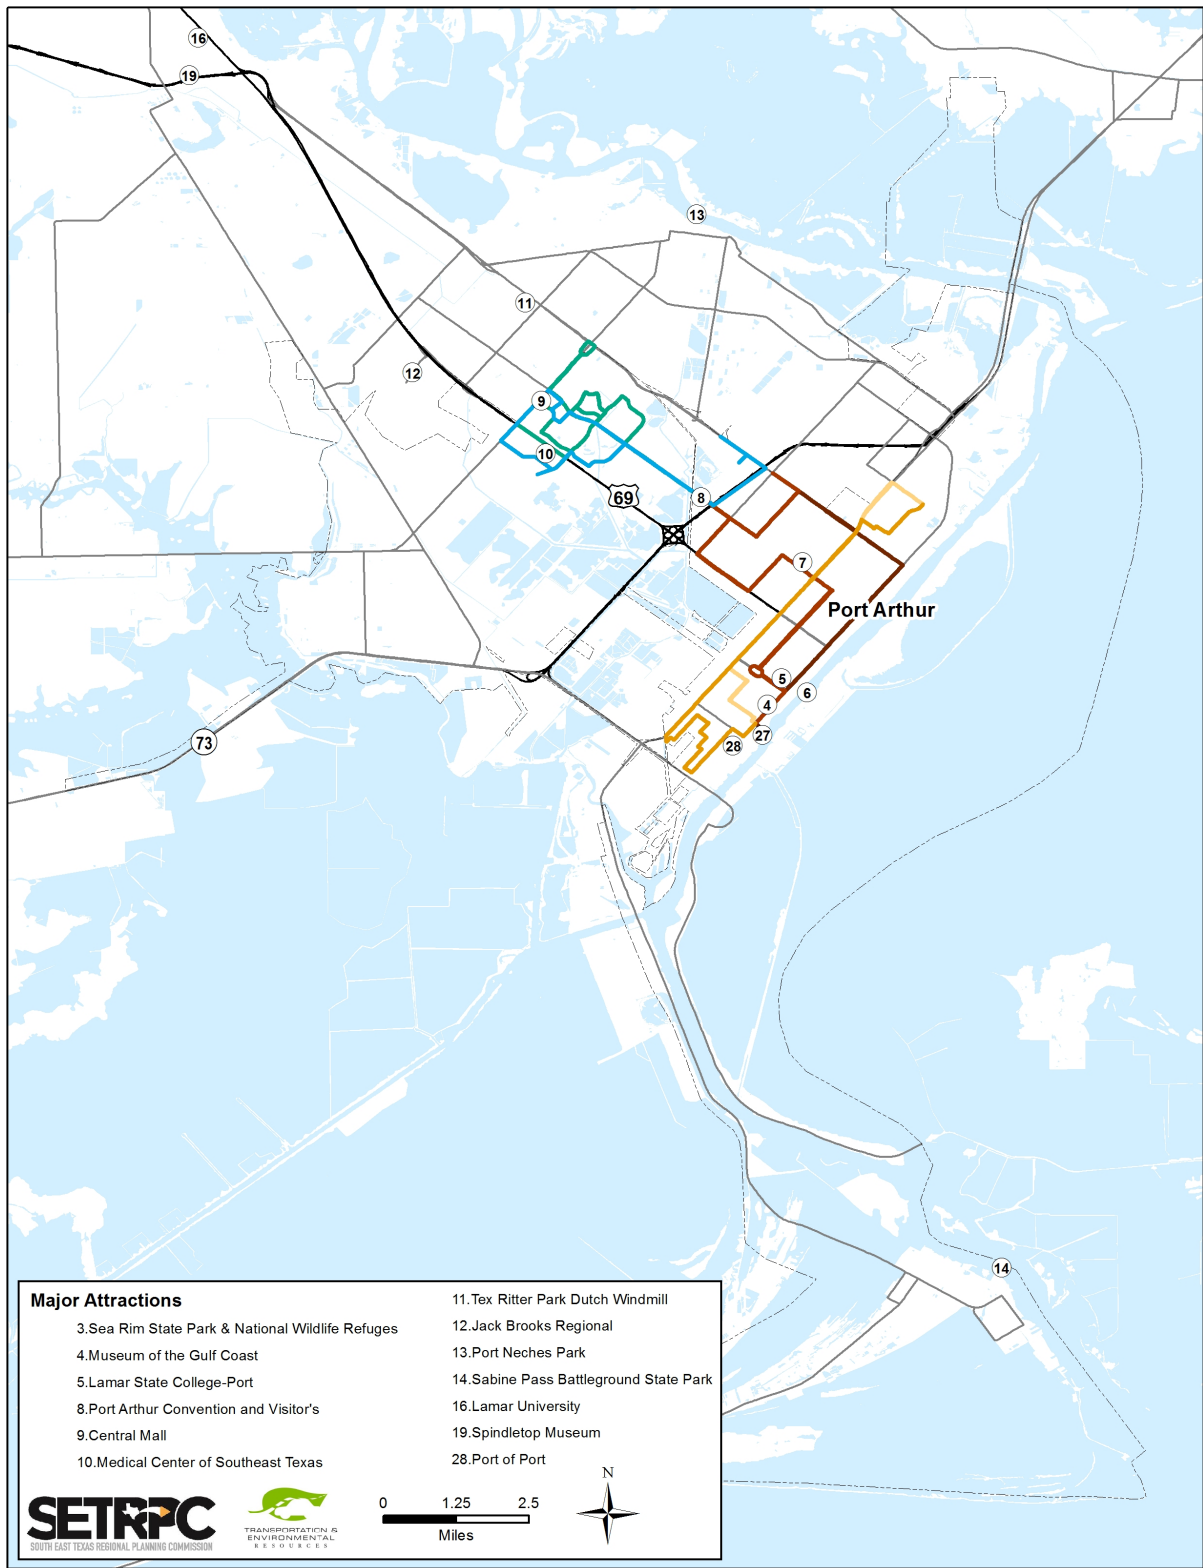 16
19
13
11
12
9
10
69
8
7
Port Arthur
5
6
4
27
28
73
14
Major Attractions
3.Sea Rim State Park & National Wildlife Refuges
4.Museum of the Gulf Coast
5.Lamar State College-Port
8.Port Arthur Convention and Visitor's
9.Central Mall
10.Medical Center of Southeast Texas
11.Tex Ritter Park Dutch Windmill
12.Jack Brooks Regional
13.Port Neches Park
14.Sabine Pass Battleground State Park
16.Lamar University
19.Spindletop Museum
28.Port of Port
SETRPC
SOUTH EAST TEXAS REGIONAL PLANNING COMMISSION
TRANSPORTATION &
ENVIRONMENTAL
RESOURCES
0 1.25 2.5
Miles
N